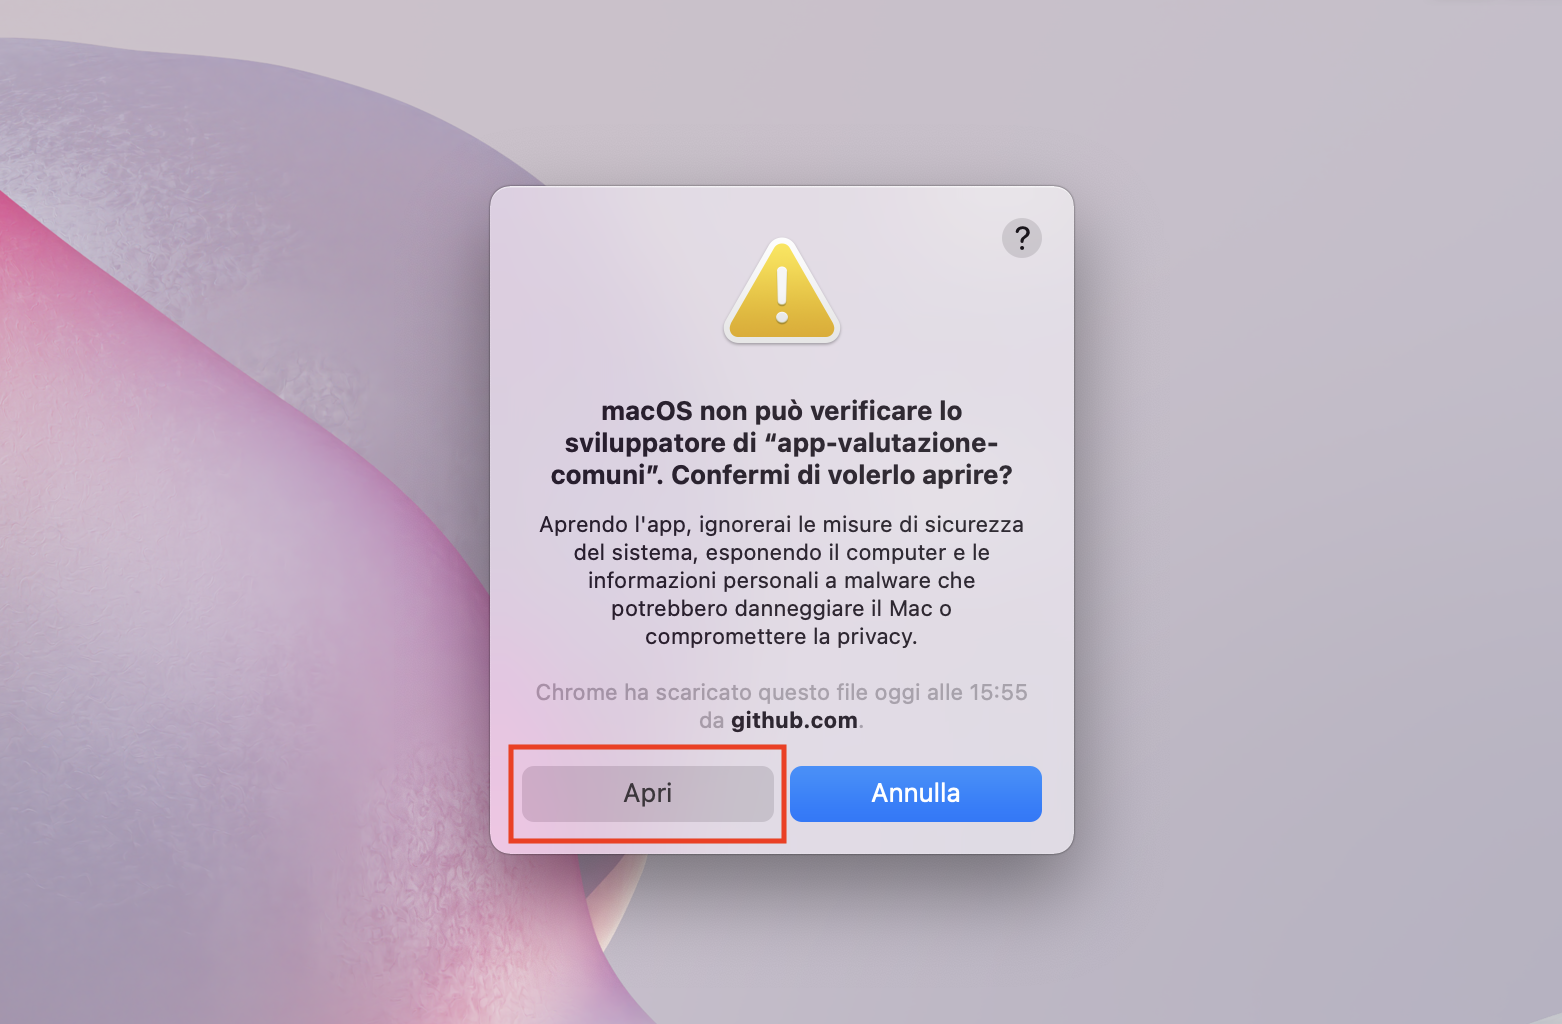 ?
macOS non può verificare lo
sviluppatore di “app-valutazione-
comuni”. Confermi di volerlo aprire?
Aprendo l'app, ignorerai le misure di sicurezza
del sistema, esponendo il computer e le
informazioni personali a malware che
potrebbero danneggiare il Mac o
compromettere la privacy.
Chrome ha scaricato questo file oggi alle 15:55
da github.com.
Apri
Annulla